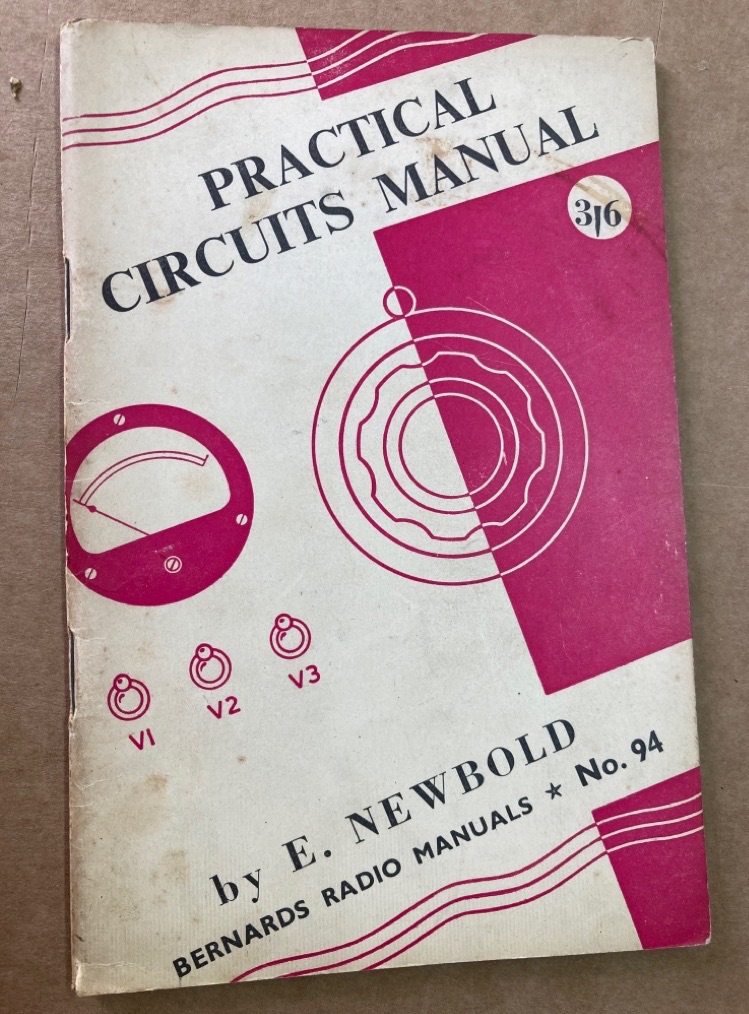 PRACTICAL
CIRCUITS MANUAL
3/6
V1
V2
V3
by E. NEWBOLD
BERNARDS RADIO MANUALS ★ No. 94